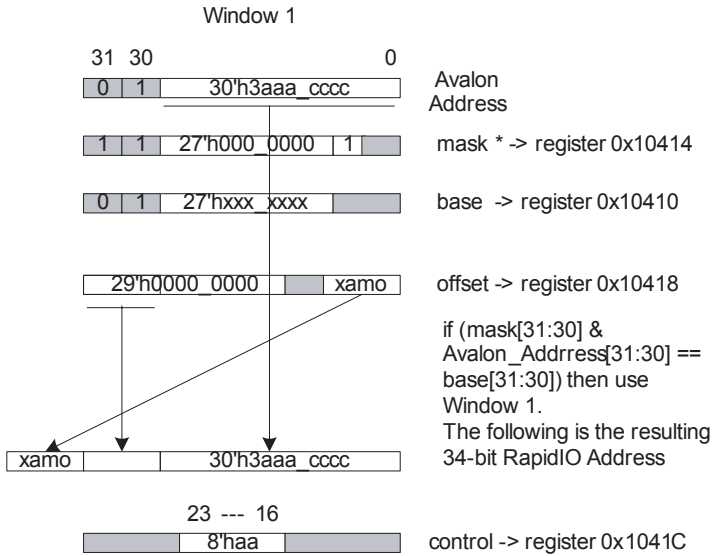 Window 1
31 30 0
0 1 30'h3aaa_cccc Avalon Address
1 1 27'h000_0000 1 mask * -> register 0x10414
0 1 27'hxxx_xxxx base -> register 0x10410
29'h0000_0000 xamo offset -> register 0x10418
if (mask[31:30] &
Avalon_Addrress[31:30] ==
base[31:30]) then use
Window 1.
The following is the resulting
34-bit RapidIO Address
xamo 30'h3aaa_cccc
23 --- 16
8'haa control -> register 0x1041C